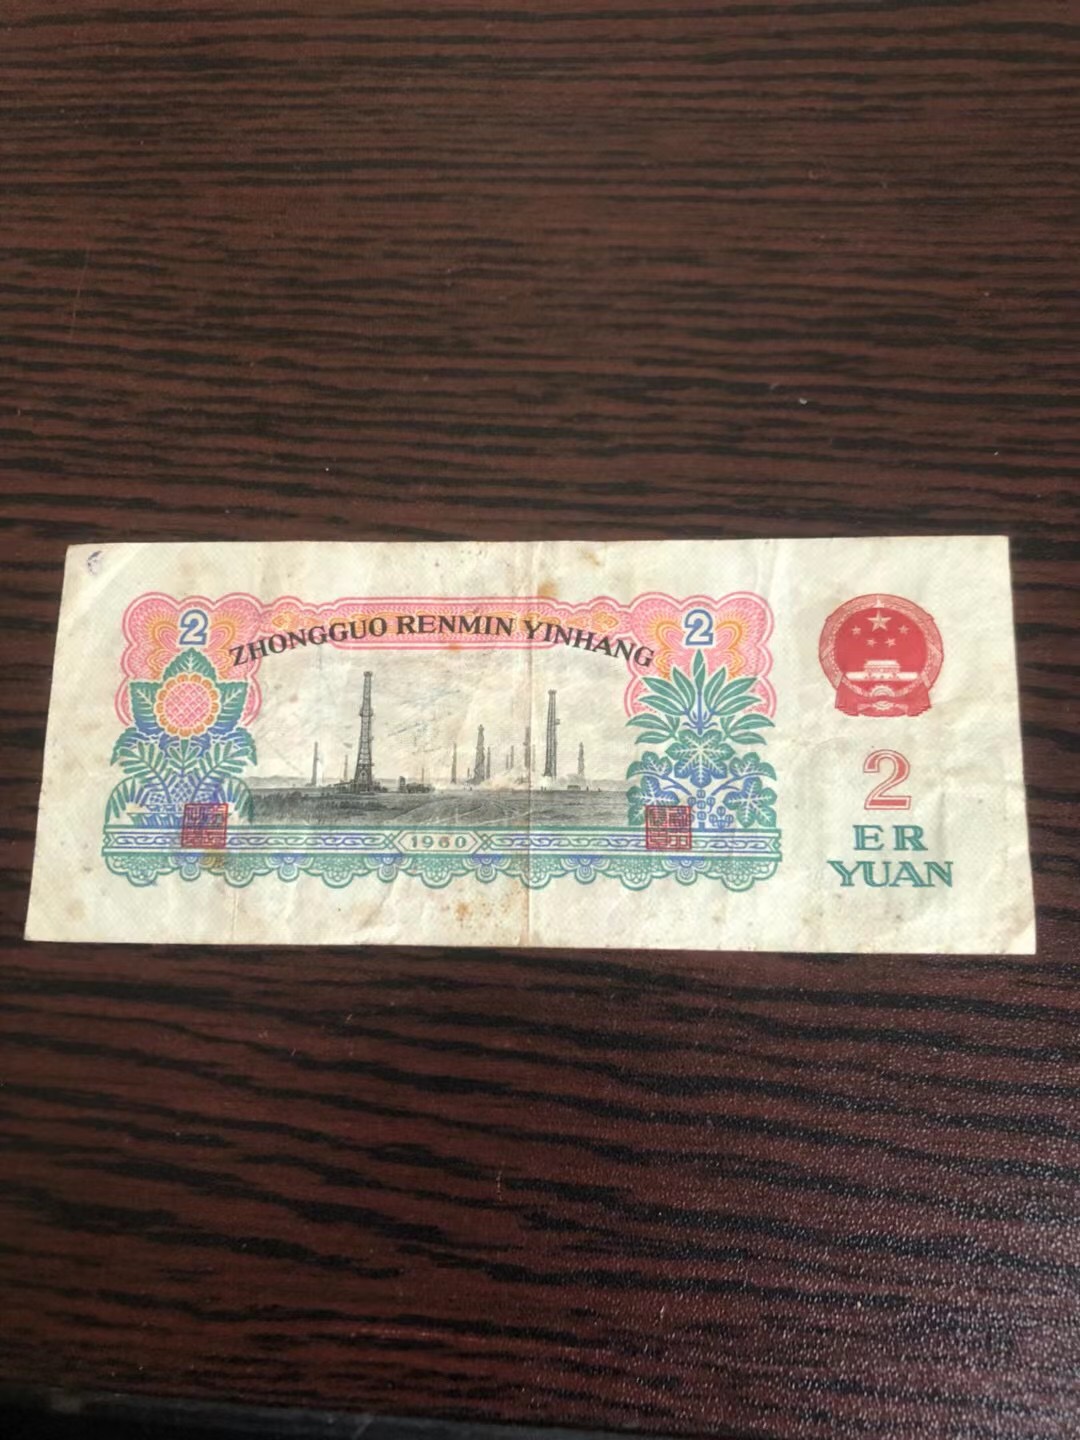 2
2
ZHONGGUO RENMIN YINHANG
1960
2
ER
YUAN